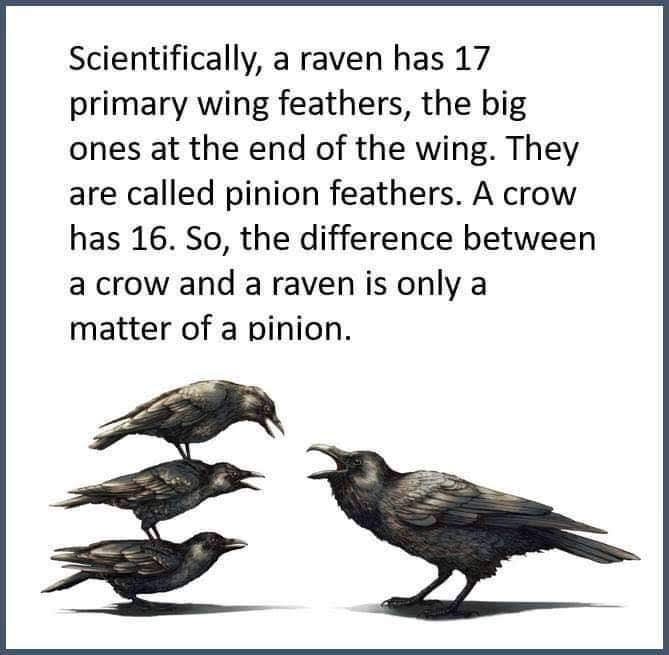 Scientifically, a raven has 17
primary wing feathers, the big
ones at the end of the wing. They
are called pinion feathers. A crow
has 16. So, the difference between
a crow and a raven is only a
matter of a pinion.